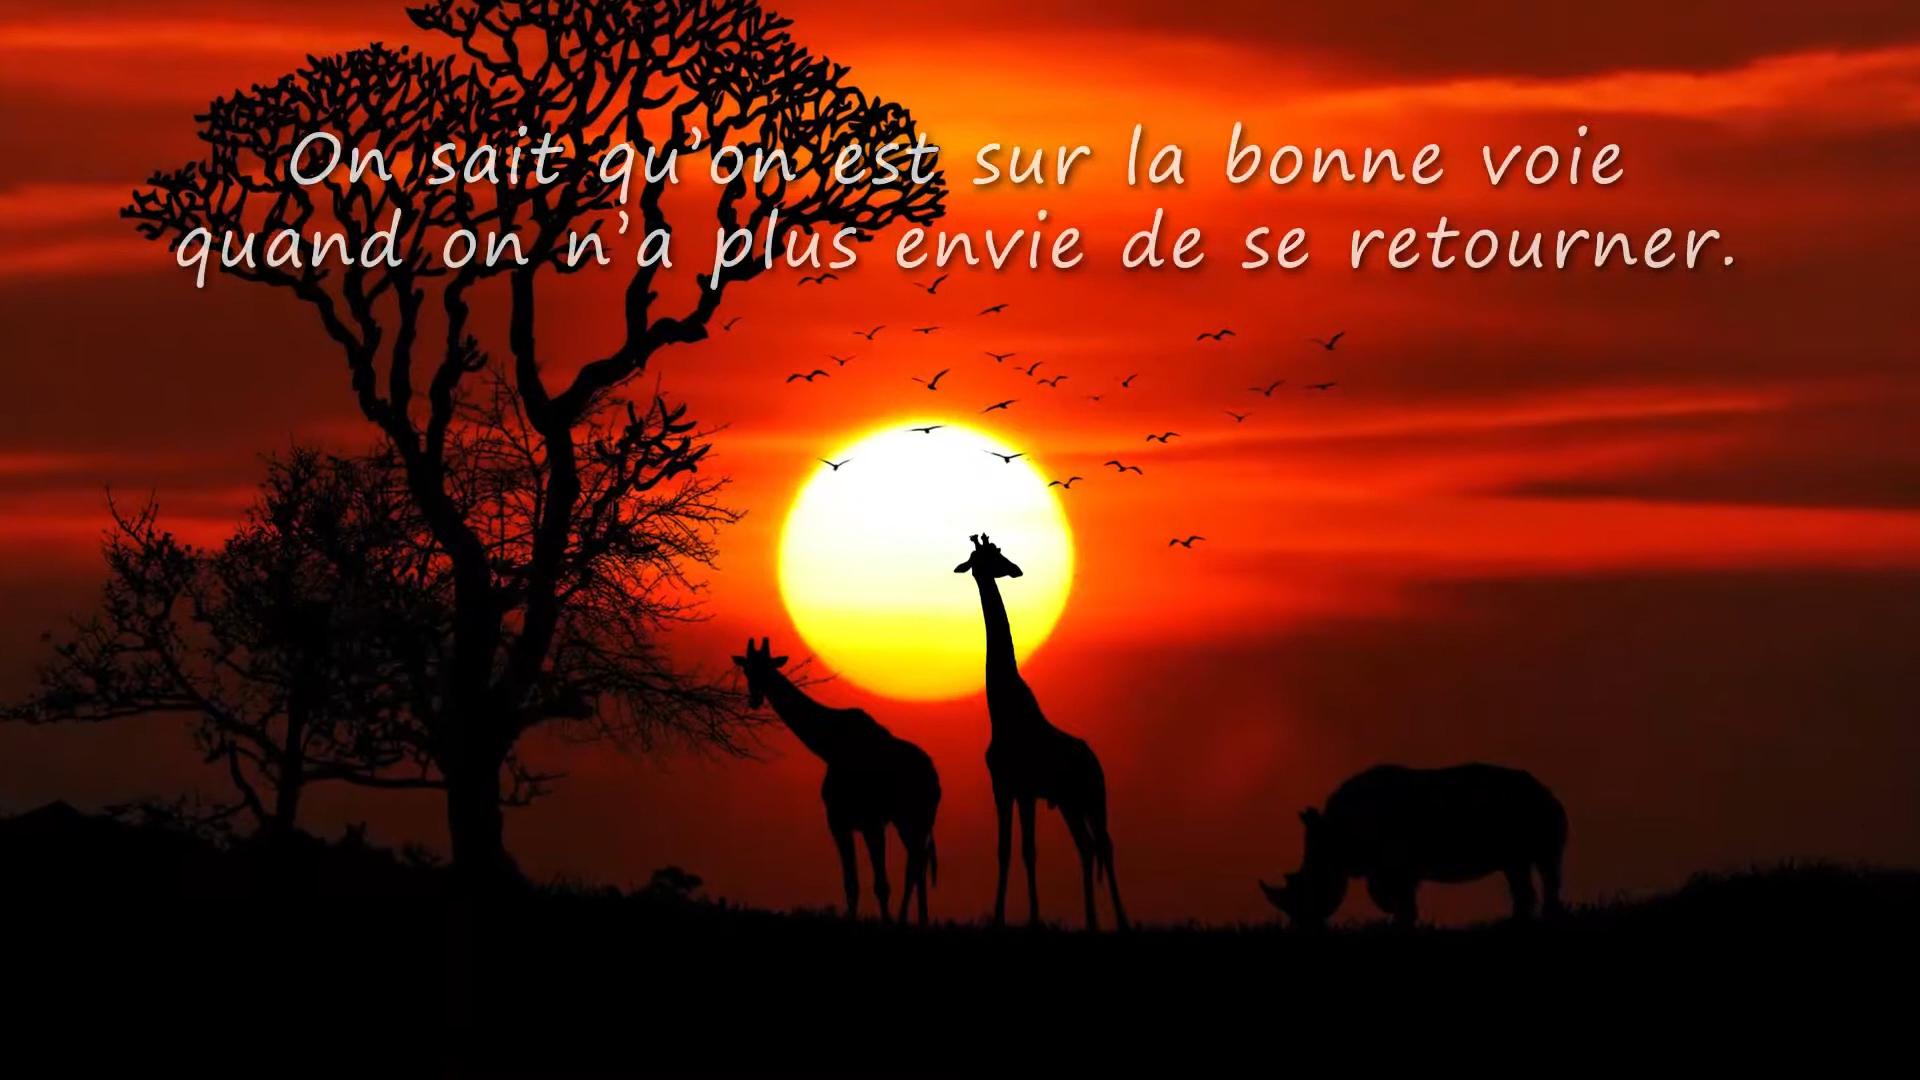 On sait qu’on est sur la bonne voie
quand on n’a plus envie de se retourner.